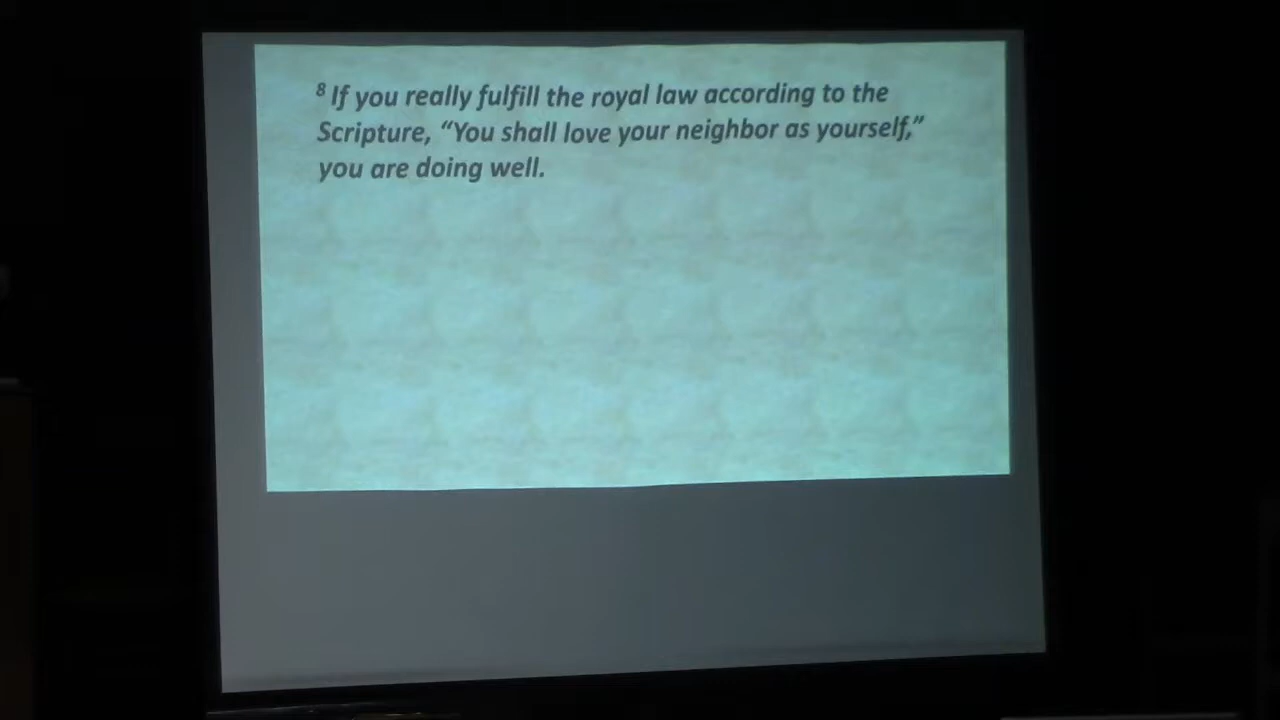 ⁸ If you really fulfill the royal law according to the
Scripture, “You shall love your neighbor as yourself,”
you are doing well.